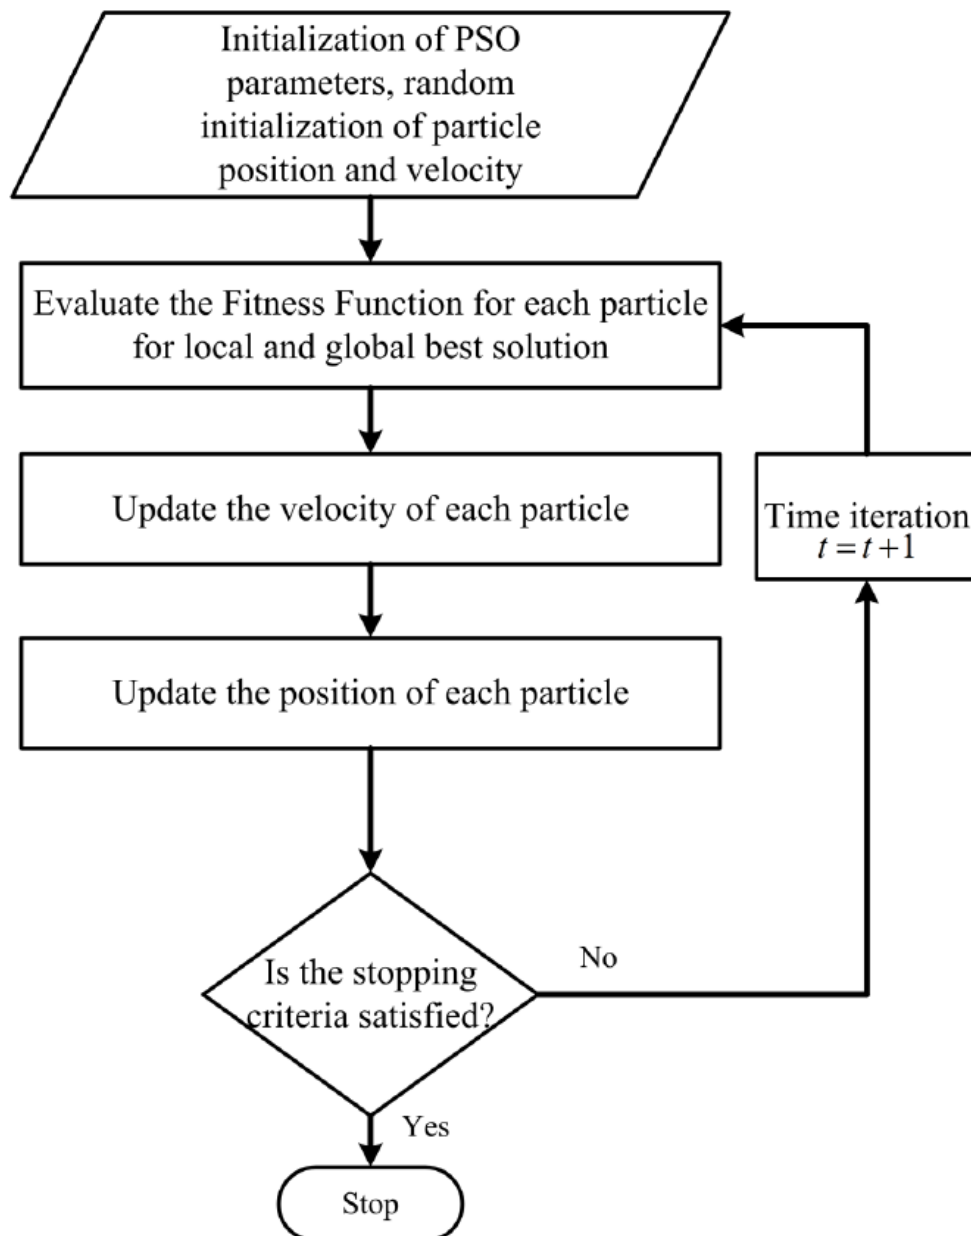 Initialization of PSO
parameters, random
initialization of particle
position and velocity
Evaluate the Fitness Function for each particle
for local and global best solution
Update the velocity of each particle
Time iteration
t = t +1
Update the position of each particle
Is the stopping
criteria satisfied?
No
Yes
Stop